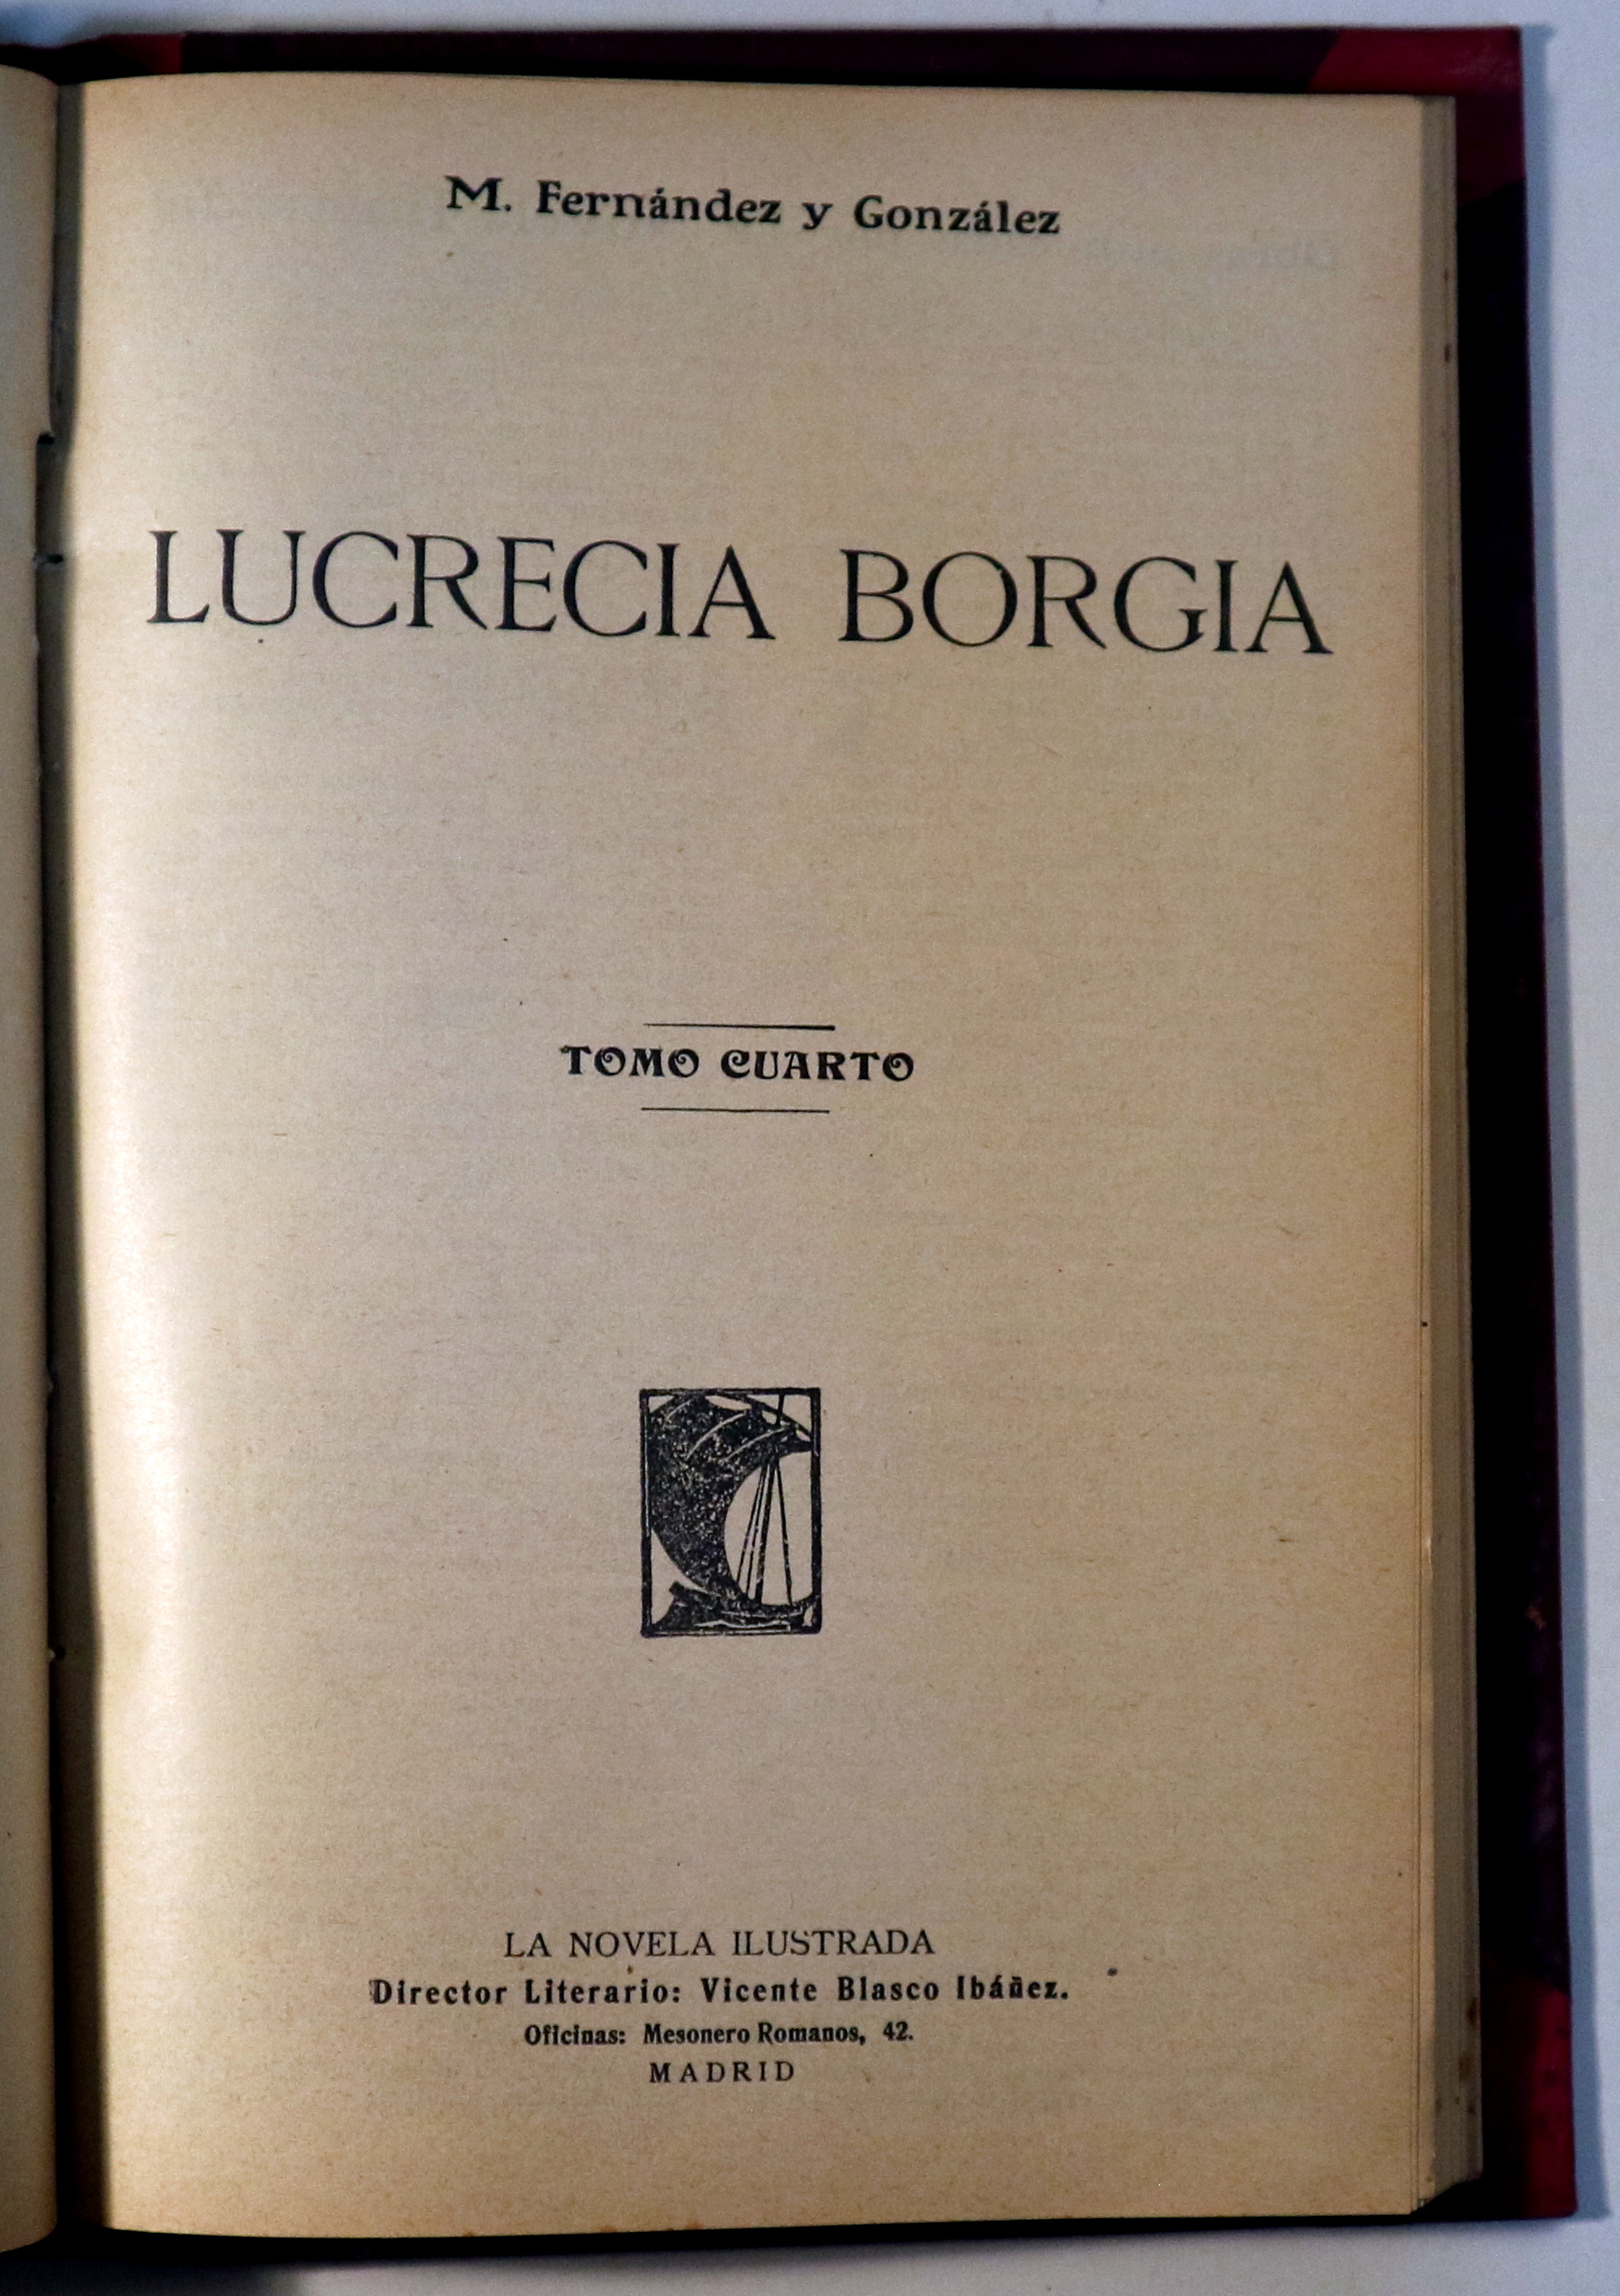 M. Fernández y González
LUCRECIA BORGIA
TOMO CUARTO
LA NOVELA ILUSTRADA
Director Literario: Vicente Blasco Ibáñez.
Oficinas: Mesonero Romanos, 42.
MADRID